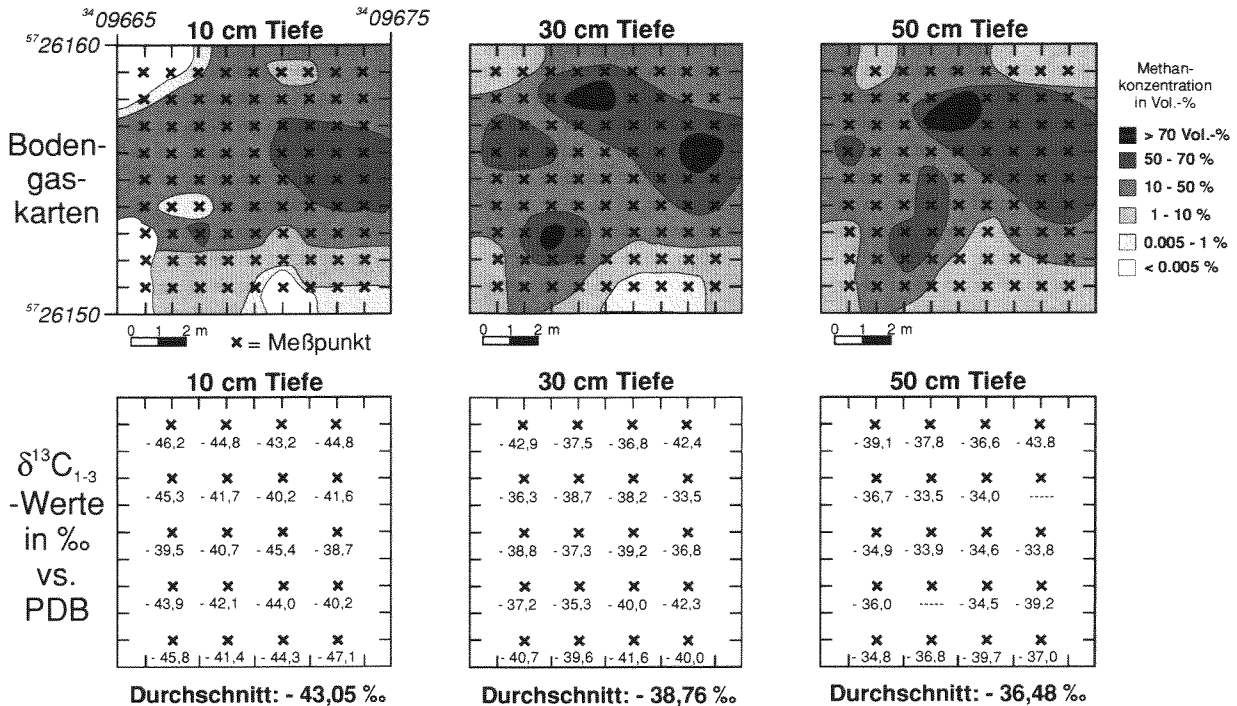 ³⁴09665
³⁴09675
10 cm Tiefe
30 cm Tiefe
50 cm Tiefe
⁵⁷26160
Boden-
gas-
karten
⁵⁷26150
0 1 2 m
x = Meßpunkt
0 1 2 m
0 1 2 m
Methan-
konzentration
in Vol.-%
> 70 Vol.-%
50 - 70 %
10 - 50 %
1 - 10 %
0.005 - 1 %
< 0.005 %
10 cm Tiefe
30 cm Tiefe
50 cm Tiefe
δ¹³C₁₋₃
-Werte
in ‰
vs.
PDB
- 46,2 - 44,8 - 43,2 - 44,8
- 45,3 - 41,7 - 40,2 - 41,6
- 39,5 - 40,7 - 45,4 - 38,7
- 43,9 - 42,1 - 44,0 - 40,2
- 45,8 - 41,4 - 44,3 - 47,1
- 42,9 - 37,5 - 36,8 - 42,4
- 36,3 - 38,7 - 38,2 - 33,5
- 38,8 - 37,3 - 39,2 - 36,8
- 37,2 - 35,3 - 40,0 - 42,3
- 40,7 - 39,6 - 41,6 - 40,0
- 39,1 - 37,8 - 36,6 - 43,8
- 36,7 - 33,5 - 34,0 -----
- 34,9 - 33,9 - 34,6 - 33,8
- 36,0 ----- - 34,5 - 39,2
- 34,8 - 36,8 - 39,7 - 37,0
Durchschnitt: - 43,05 ‰
Durchschnitt: - 38,76 ‰
Durchschnitt: - 36,48 ‰